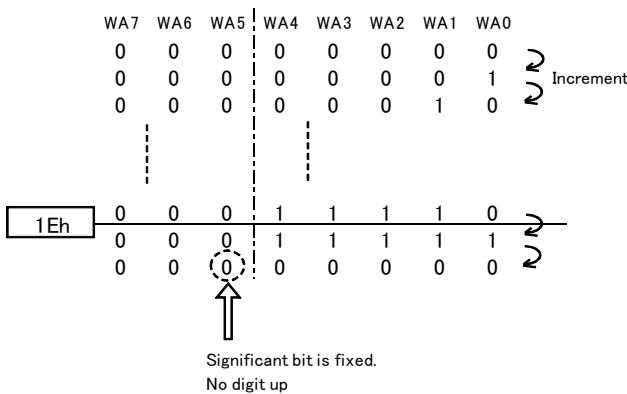 WA7 WA6 WA5 WA4 WA3 WA2 WA1 WA0
0 0 0 0 0 0 0 0
0 0 0 0 0 0 0 1 Increment
0 0 0 0 0 0 1 0
0 0 0 1 1 1 1 0
1Eh
0 0 0 1 1 1 1 1
0 0 0 0 0 0 0 0
Significant bit is fixed.
No digit up